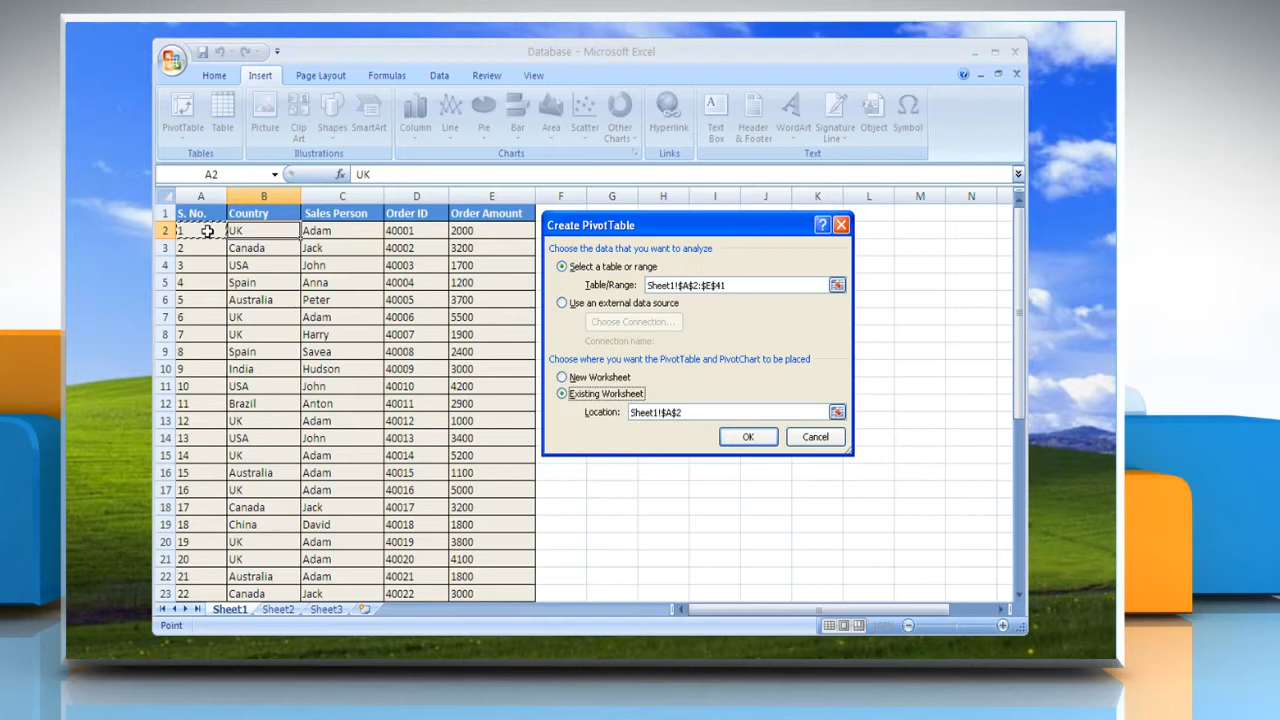 Database - Microsoft Excel
Home Insert Page Layout Formulas Data Review View
PivotTable Table Picture Clip Art Shapes SmartArt Column Line Pie Bar Area Scatter Other Charts Hyperlink Text Box Header & Footer WordArt Signature Line Object Symbol
Tables Illustrations Charts Links Text
A2 fx UK
A B C D E F G H I J K L M N
1 S. No. Country Sales Person Order ID Order Amount
2 1 UK Adam 40001 2000
3 2 Canada Jack 40002 3200
4 3 USA John 40003 1700
5 4 Spain Anna 40004 1200
6 5 Australia Peter 40005 3700
7 6 UK Adam 40006 5500
8 7 UK Harry 40007 1900
9 8 Spain Savea 40008 2400
10 9 India Hudson 40009 3000
11 10 USA John 40010 4200
12 11 Brazil Anton 40011 2900
13 12 UK Adam 40012 1000
14 13 USA John 40013 3400
15 14 UK Adam 40014 5200
16 15 Australia Adam 40015 1100
17 16 UK Adam 40016 5000
18 17 Canada Jack 40017 3200
19 18 China David 40018 1800
20 19 UK Adam 40019 3800
21 20 UK Adam 40020 4100
22 21 Australia Adam 40021 1800
23 22 Canada Jack 40022 3000
Create PivotTable
Choose the data that you want to analyze
Select a table or range
Table/Range: Sheet1!$A$2:$E$41
Use an external data source
Choose Connection...
Connection name:
Choose where you want the PivotTable and PivotChart to be placed
New Worksheet
Existing Worksheet
Location: Sheet1!$A$2
OK Cancel
Sheet1 Sheet2 Sheet3
Point 100%